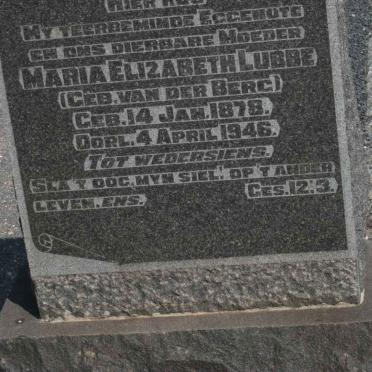 HIER RUS
MY TEERBEMINDE EGGENOTE
EN ONS DIERBARE MOEDER
MARIA ELIZABETH LUBBE
(GEB. VAN DER BERG)
GEB. 14 JAN. 1878,
OORL. 4 APRIL 1946.
TOT WEDERSIENS.
SLA 'T OOG, MYN SIEL, OP 'T ANDER
LEVEN. ENS. GES. 12:3.